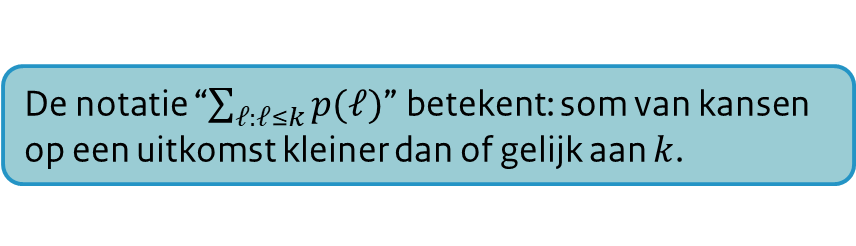 De notatie “∑ℓ:ℓ≤k p(ℓ)” betekent: som van kansen
op een uitkomst kleiner dan of gelijk aan k.